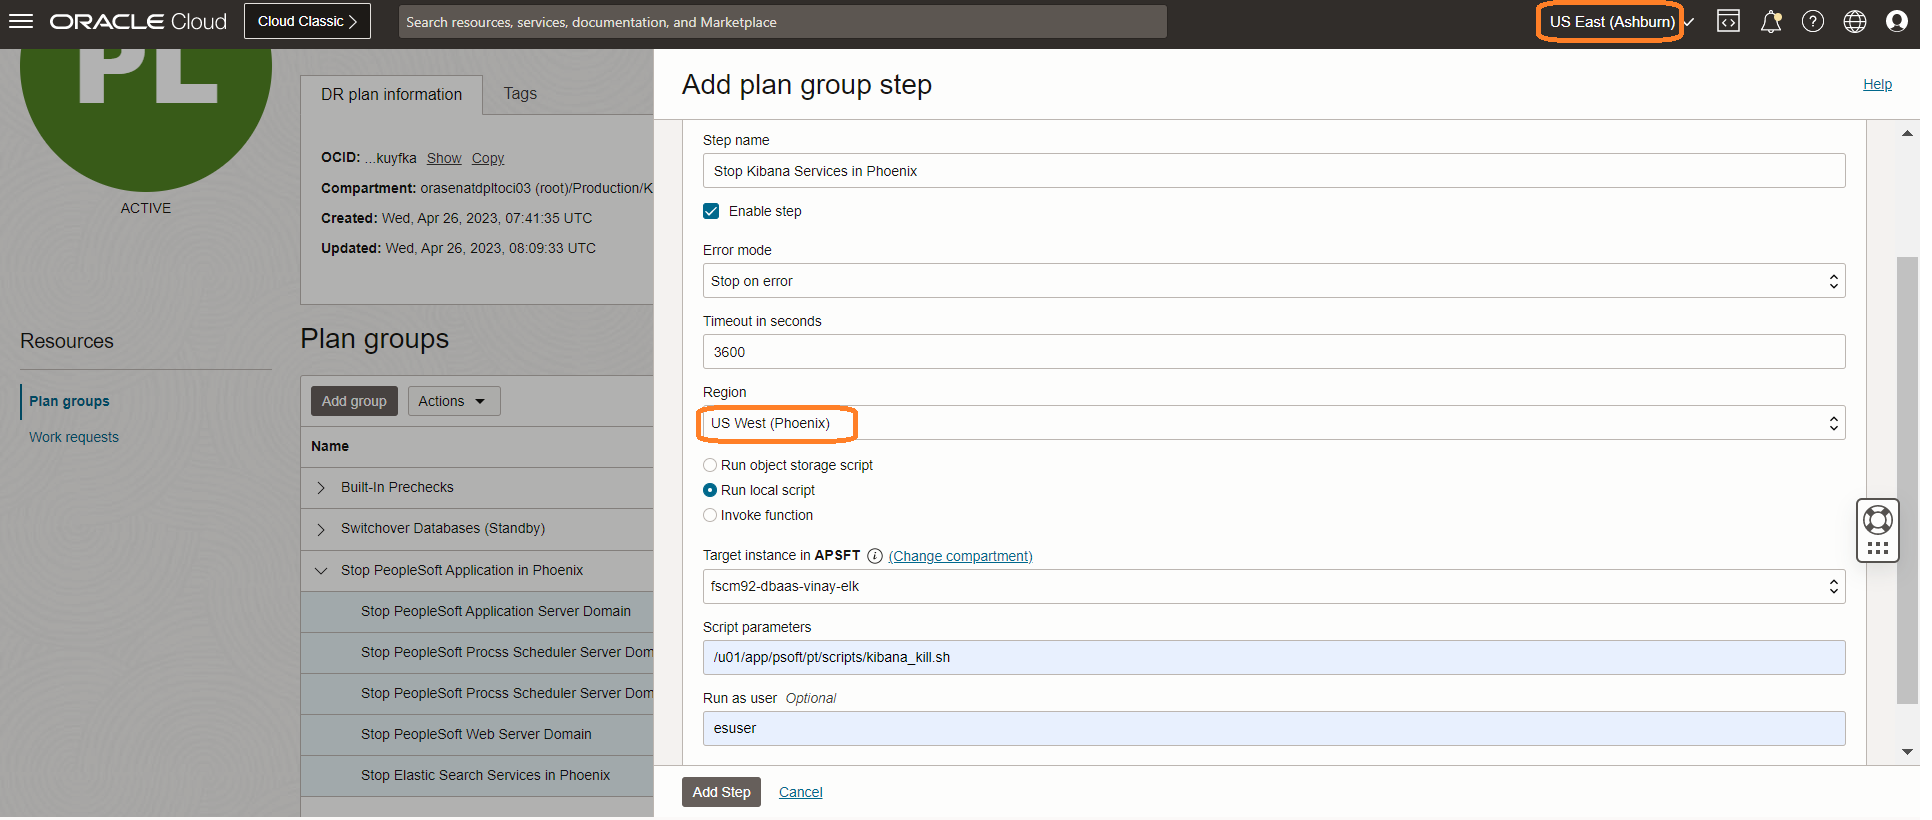 ORACLE Cloud
Cloud Classic
Search resources, services, documentation, and Marketplace
US East (Ashburn)
PL
ACTIVE
DR plan information
Tags
OCID: ...kuyfka Show Copy
Compartment: orasenatdpltoci03 (root)/Production/K
Created: Wed, Apr 26, 2023, 07:41:35 UTC
Updated: Wed, Apr 26, 2023, 08:09:33 UTC
Resources
Plan groups
Work requests
Plan groups
Add group
Actions
Name
Built-In Prechecks
Switchover Databases (Standby)
Stop PeopleSoft Application in Phoenix
Stop PeopleSoft Application Server Domain
Stop PeopleSoft Procss Scheduler Server Dom
Stop PeopleSoft Procss Scheduler Server Dom
Stop PeopleSoft Web Server Domain
Stop Elastic Search Services in Phoenix
Add plan group step
Help
Step name
Stop Kibana Services in Phoenix
Enable step
Error mode
Stop on error
Timeout in seconds
3600
Region
US West (Phoenix)
Run object storage script
Run local script
Invoke function
Target instance in APSFT (Change compartment)
fscm92-dbaas-vinay-elk
Script parameters
/u01/app/psoft/pt/scripts/kibana_kill.sh
Run as user Optional
esuser
Add Step
Cancel